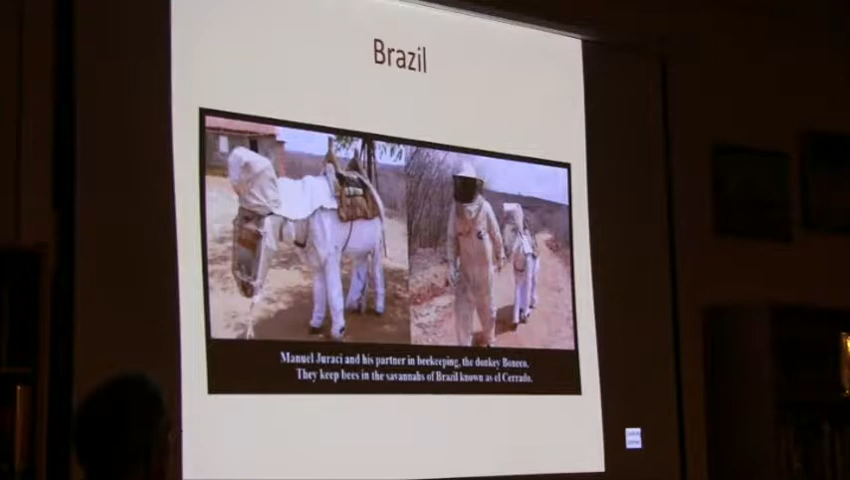 Brazil
Manuel Juraci and his partner in beekeeping, the donkey Boneco.
They keep bees in the savannahs of Brazil known as el Cerrado.